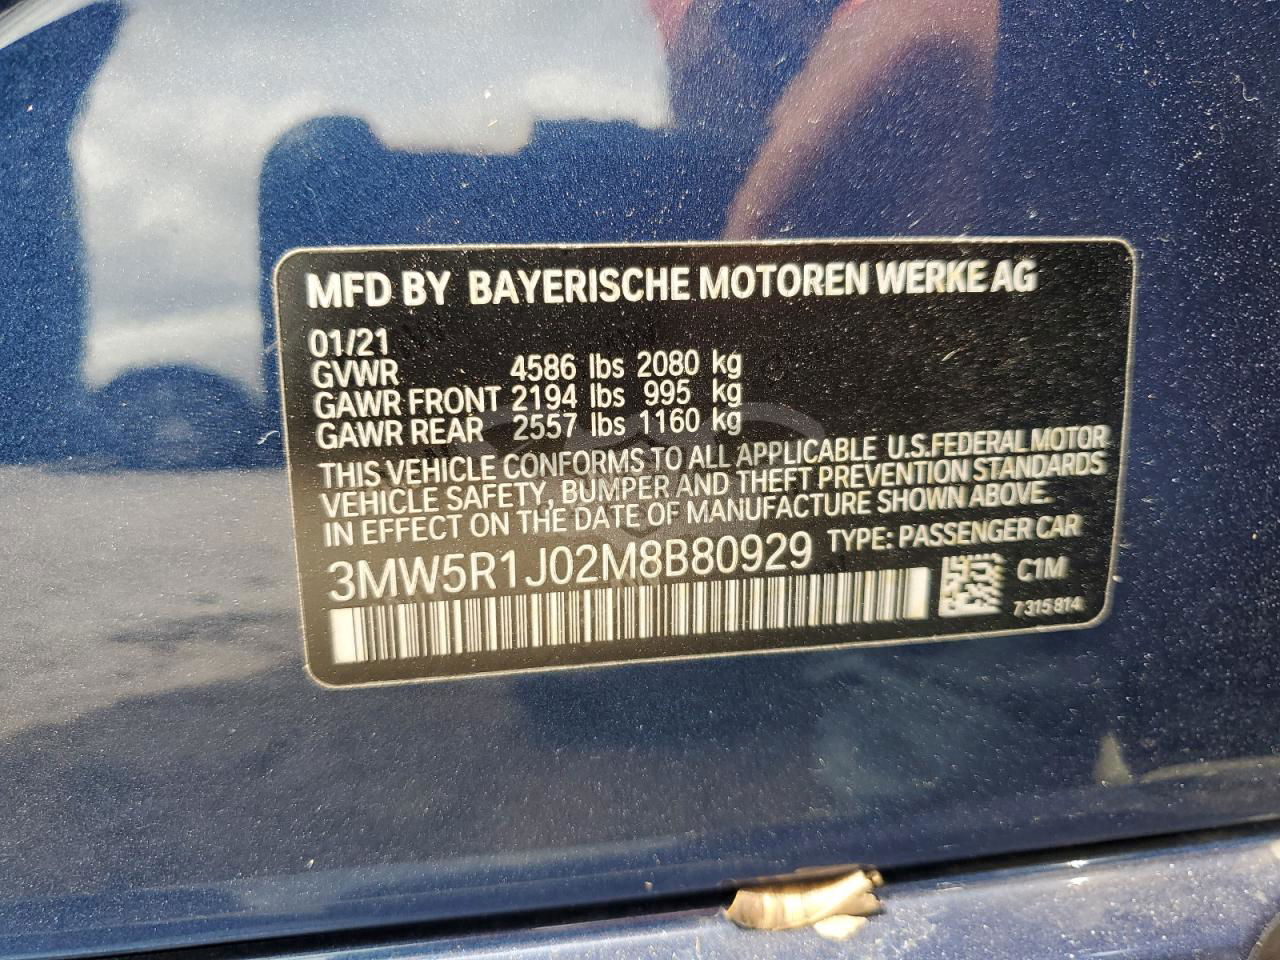 MFD BY BAYERISCHE MOTOREN WERKE AG
01/21
GVWR 4586 lbs 2080 kg
GAWR FRONT 2194 lbs 995 kg
GAWR REAR 2557 lbs 1160 kg
THIS VEHICLE CONFORMS TO ALL APPLICABLE U.S.FEDERAL MOTOR
VEHICLE SAFETY, BUMPER AND THEFT PREVENTION STANDARDS
IN EFFECT ON THE DATE OF MANUFACTURE SHOWN ABOVE.
3MW5R1J02M8B80929 TYPE: PASSENGER CAR
C1M
7 315 814